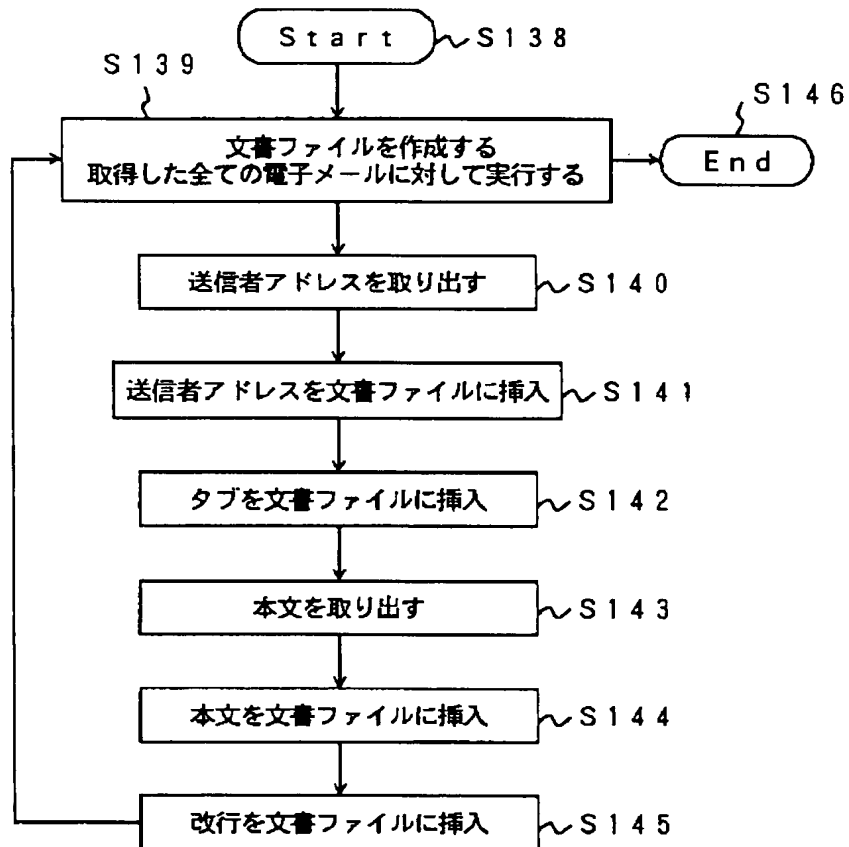 Start
S138
S139
S146
文書ファイルを作成する
取得した全ての電子メールに対して実行する
End
送信者アドレスを取り出す
S140
送信者アドレスを文書ファイルに挿入
S141
タブを文書ファイルに挿入
S142
本文を取り出す
S143
本文を文書ファイルに挿入
S144
改行を文書ファイルに挿入
S145